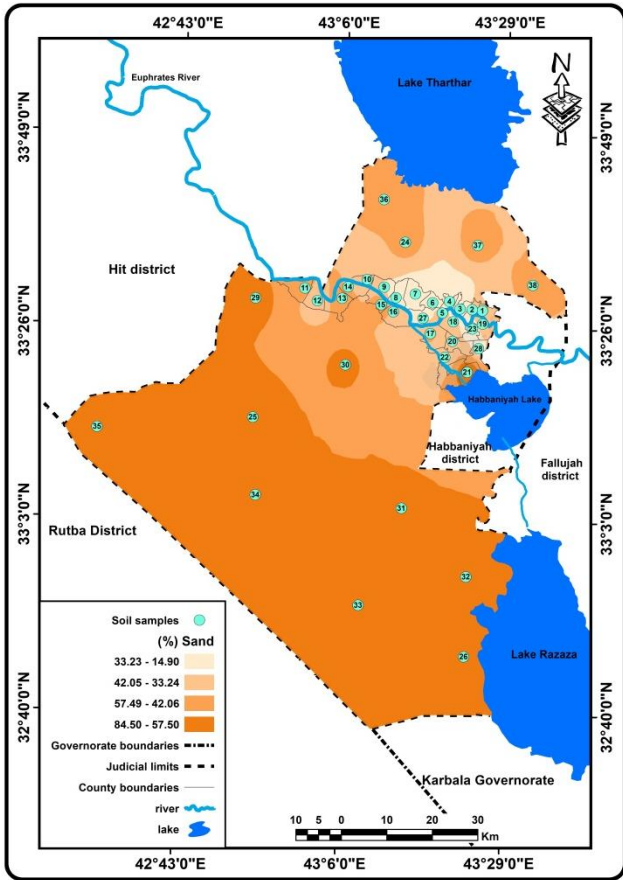 42°43'0"E
43°6'0"E
43°29'0"E
Euphrates River
Lake Tharthar
N
33°49'0"N
33°49'0"N
36
24
37
Hit district
38
10
9
11
14
7
29
12
13
8
6
4
15
3
2
1
16
5
27
18
19
33°26'0"N
33°26'0"N
17
23
20
28
22
30
21
Habbaniyah Lake
25
35
Habbaniyah
district
Fallujah
district
34
31
33°3'0"N
33°3'0"N
Rutba District
32
33
Soil samples
(%) Sand
33.23 - 14.90
42.05 - 33.24
57.49 - 42.06
84.50 - 57.50
Governorate boundaries
Judicial limits
County boundaries
river
lake
26
Lake Razaza
32°40'0"N
32°40'0"N
Karbala Governorate
10 5 0 10 20 30
Km
42°43'0"E
43°6'0"E
43°29'0"E